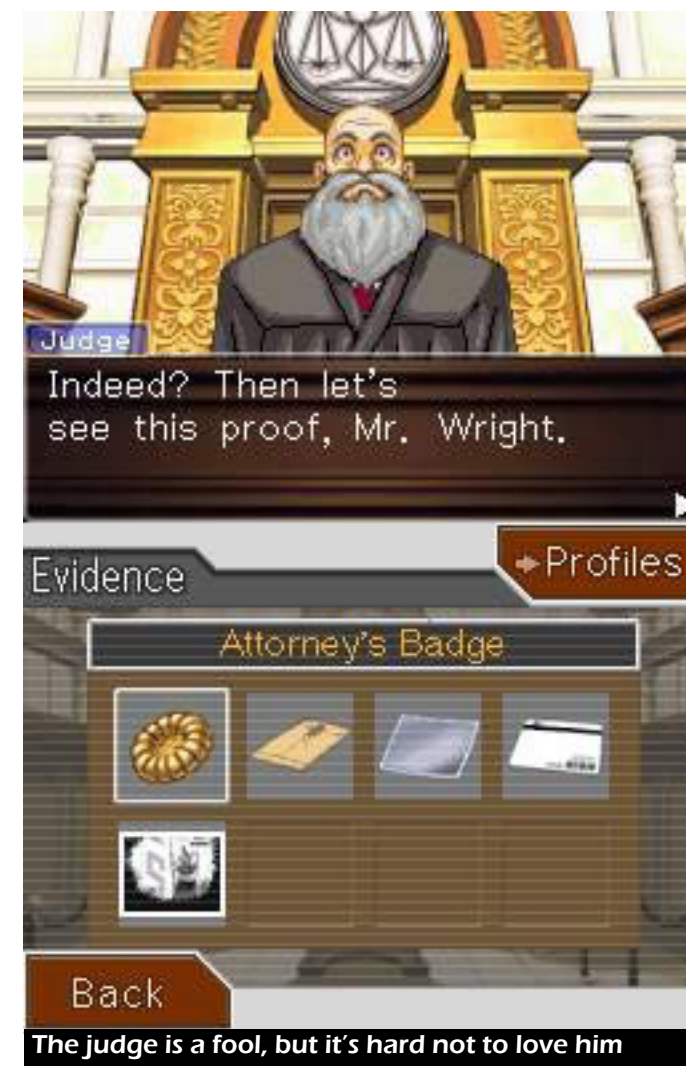 Judge
Indeed? Then let's
see this proof, Mr. Wright.
Evidence
Profiles
Attorney's Badge
Back
The judge is a fool, but it's hard not to love him